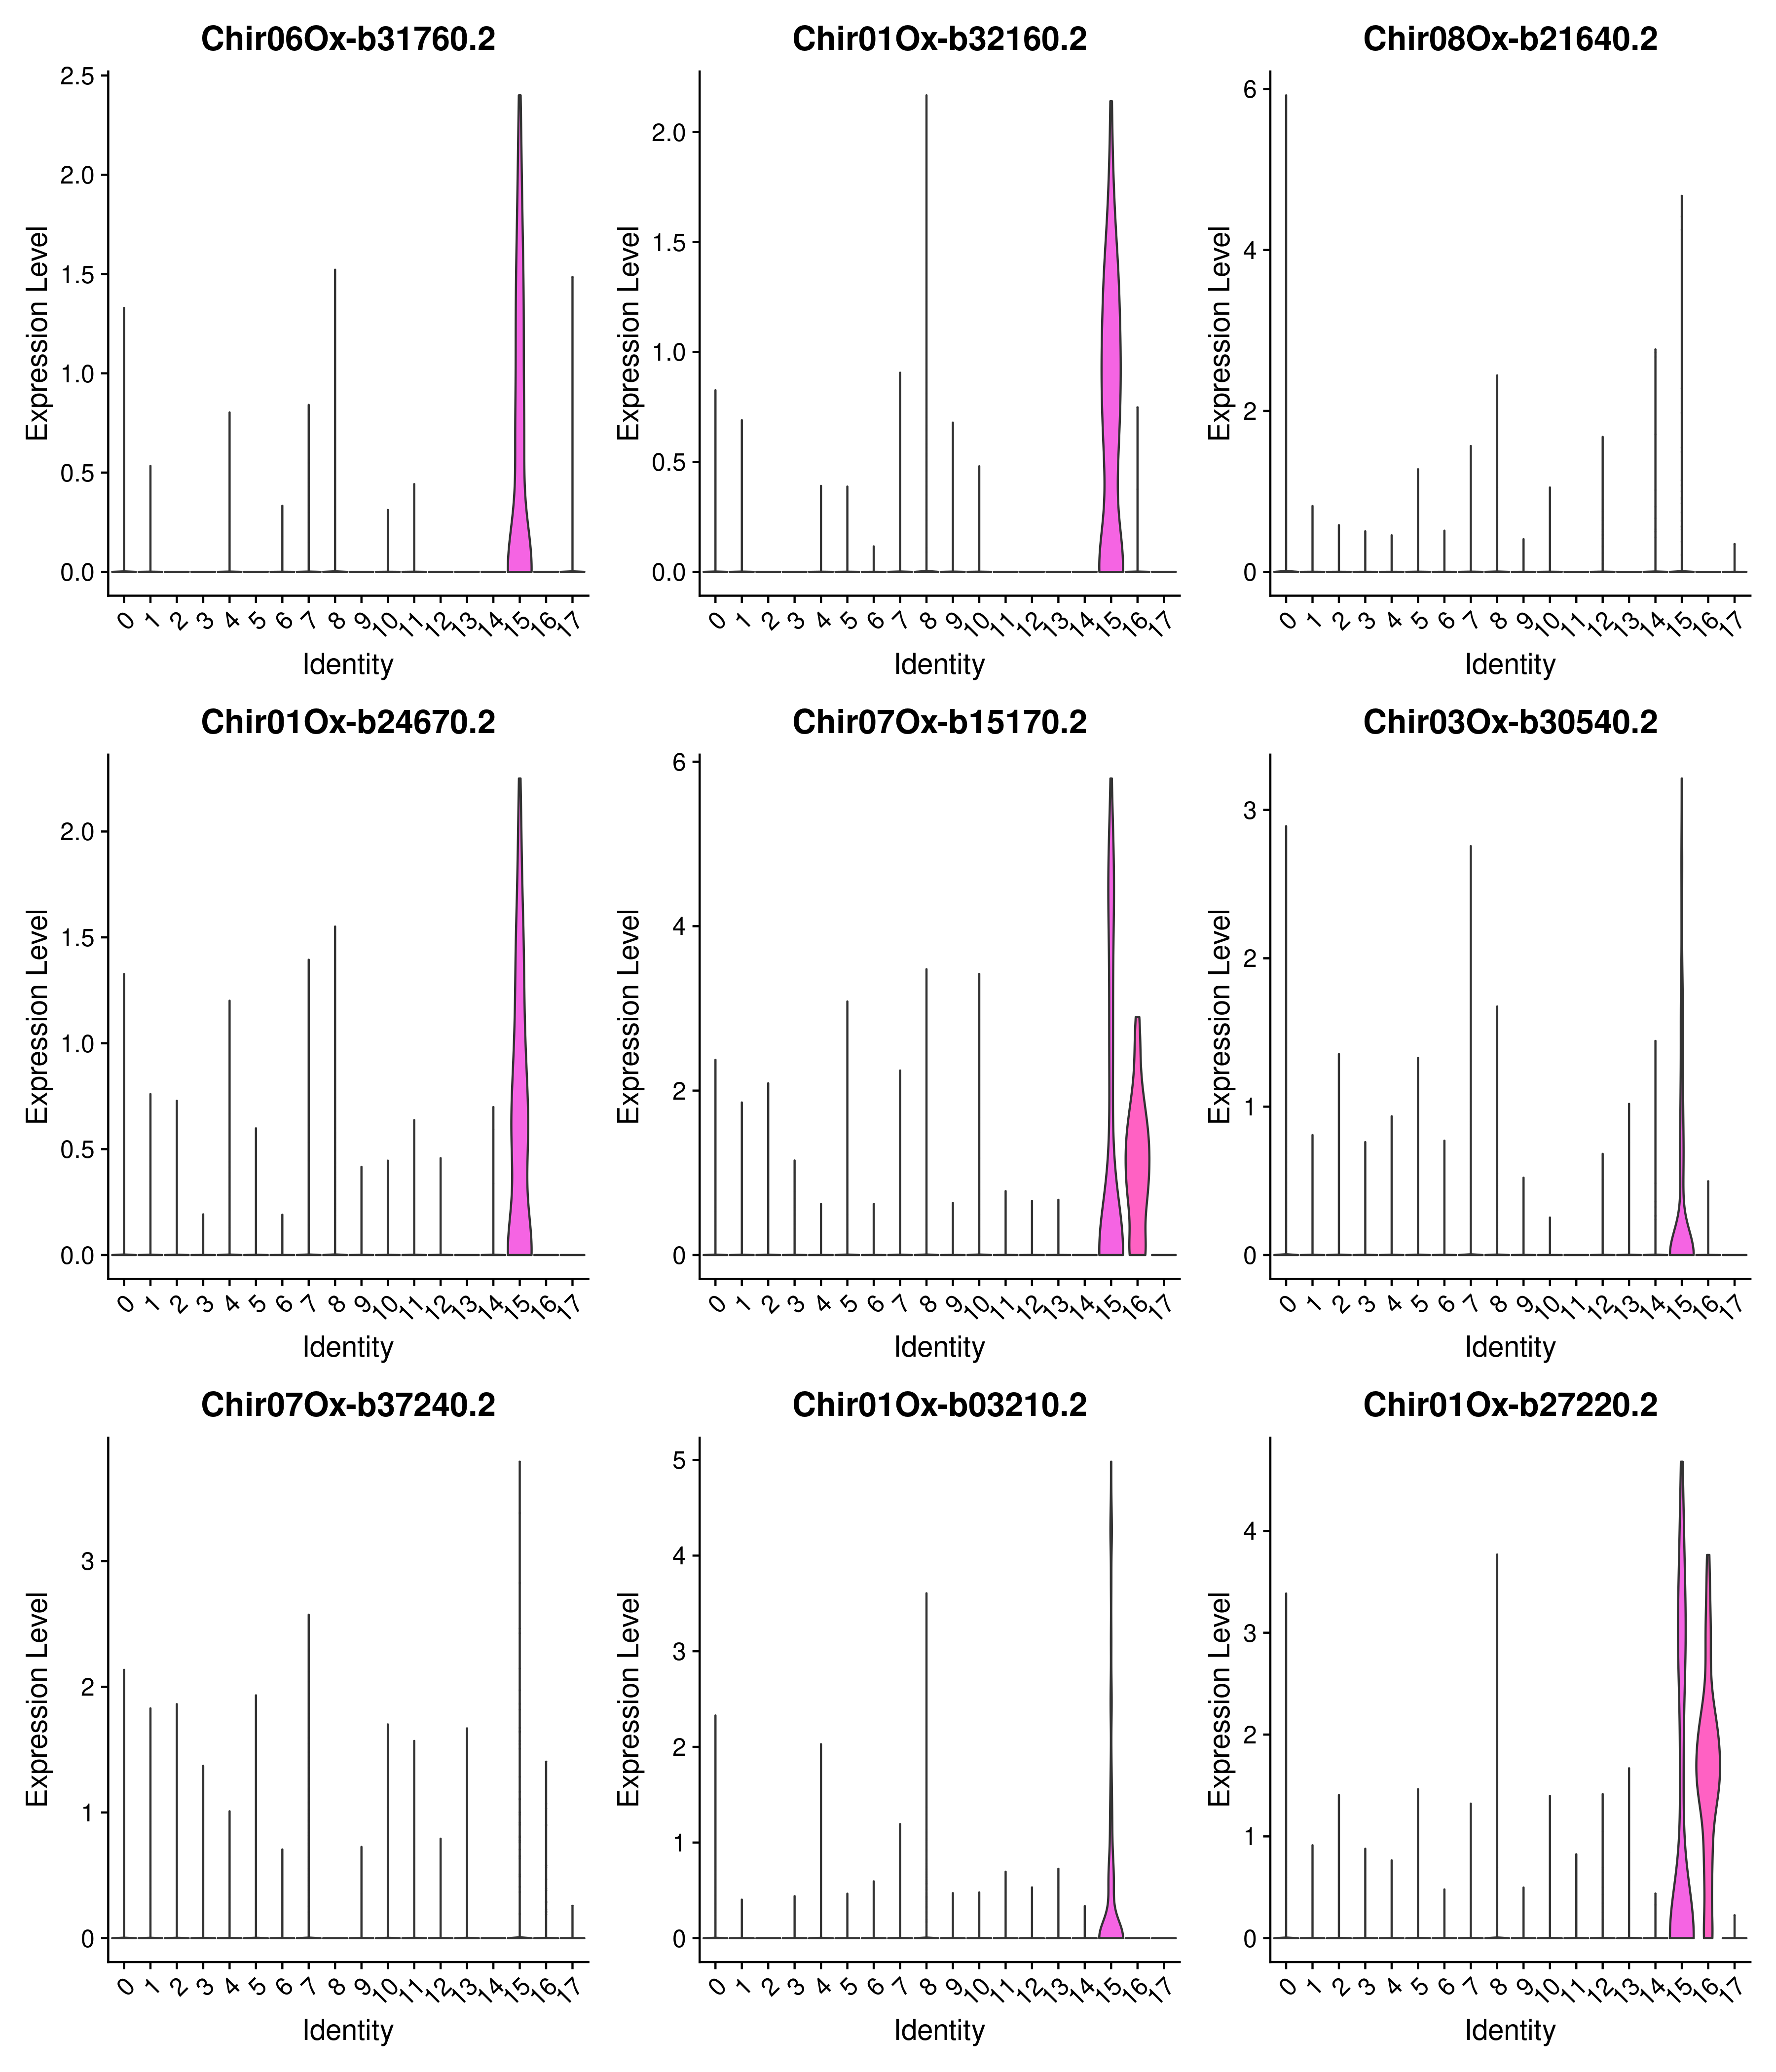 Chir06Ox-b31760.2
Expression Level
2.5
2.0
1.5
1.0
0.5
0.0
0 1 2 3 4 5 6 7 8 9 10 11 12 13 14 15 16 17
Identity
Chir01Ox-b32160.2
Expression Level
2.0
1.5
1.0
0.5
0.0
0 1 2 3 4 5 6 7 8 9 10 11 12 13 14 15 16 17
Identity
Chir08Ox-b21640.2
Expression Level
6
4
2
0
0 1 2 3 4 5 6 7 8 9 10 11 12 13 14 15 16 17
Identity
Chir01Ox-b24670.2
Expression Level
2.0
1.5
1.0
0.5
0.0
0 1 2 3 4 5 6 7 8 9 10 11 12 13 14 15 16 17
Identity
Chir07Ox-b15170.2
Expression Level
6
4
2
0
0 1 2 3 4 5 6 7 8 9 10 11 12 13 14 15 16 17
Identity
Chir03Ox-b30540.2
Expression Level
3
2
1
0
0 1 2 3 4 5 6 7 8 9 10 11 12 13 14 15 16 17
Identity
Chir07Ox-b37240.2
Expression Level
3
2
1
0
0 1 2 3 4 5 6 7 8 9 10 11 12 13 14 15 16 17
Identity
Chir01Ox-b03210.2
Expression Level
5
4
3
2
1
0
0 1 2 3 4 5 6 7 8 9 10 11 12 13 14 15 16 17
Identity
Chir01Ox-b27220.2
Expression Level
4
3
2
1
0
0 1 2 3 4 5 6 7 8 9 10 11 12 13 14 15 16 17
Identity